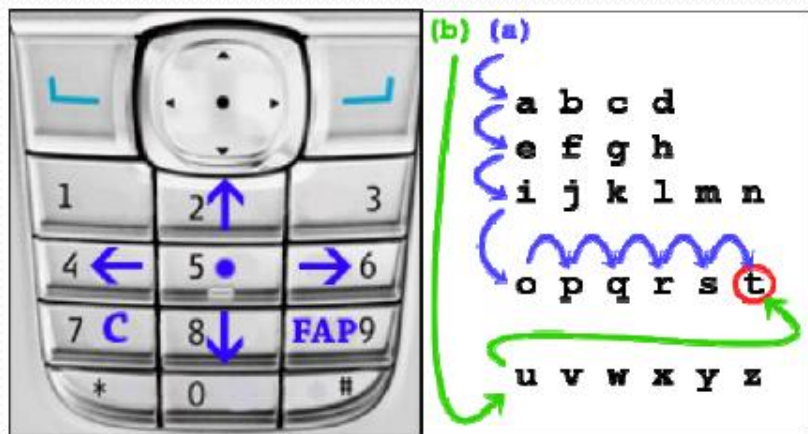 1 2 3
4 5 6
7 C 8 FAP9
* 0 #
(b) (a)
a b c d
e f g h
i j k l m n
o p q r s t
u v w x y z